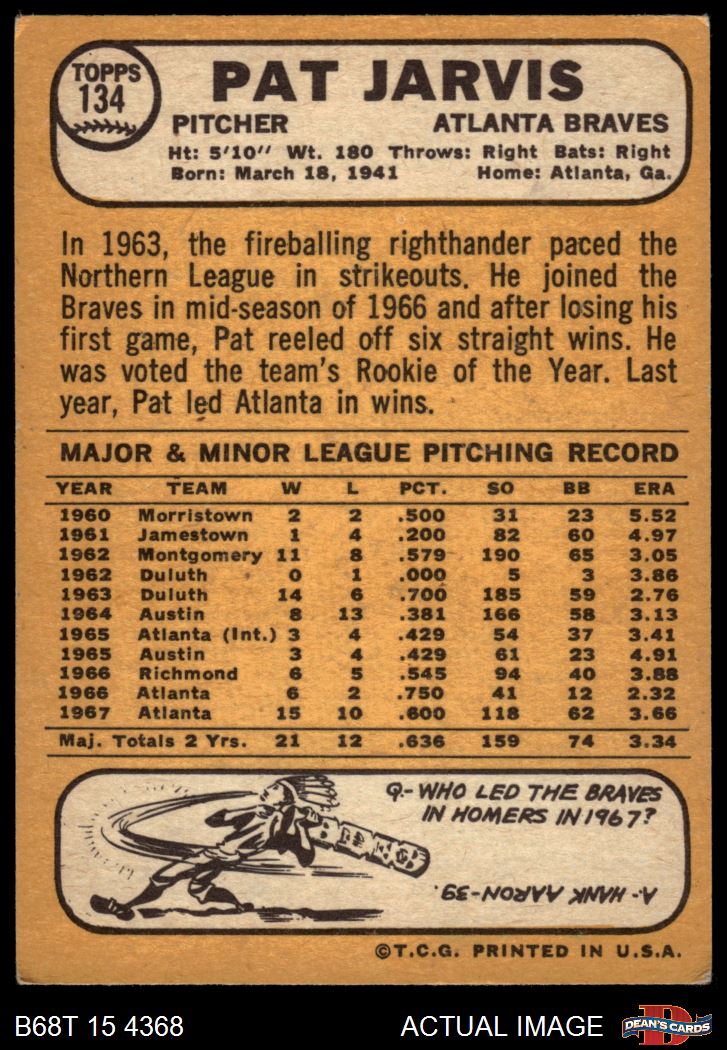 TOPPS
134
PAT JARVIS
PITCHER ATLANTA BRAVES
Ht: 5'10" Wt. 180 Throws: Right Bats: Right
Born: March 18, 1941 Home: Atlanta, Ga.
In 1963, the fireballing righthander paced the
Northern League in strikeouts. He joined the
Braves in mid-season of 1966 and after losing his
first game, Pat reeled off six straight wins. He
was voted the team's Rookie of the Year. Last
year, Pat led Atlanta in wins.
MAJOR & MINOR LEAGUE PITCHING RECORD
YEAR TEAM W L PCT. SO BB ERA
1960 Morristown 2 2 .500 31 23 5.52
1961 Jamestown 1 4 .200 82 60 4.97
1962 Montgomery 11 8 .579 190 65 3.05
1962 Duluth 0 1 .000 5 3 3.86
1963 Duluth 14 6 .700 185 59 2.76
1964 Austin 8 13 .381 166 58 3.13
1965 Atlanta (Int.) 3 4 .429 54 37 3.41
1965 Austin 3 4 .429 61 23 4.91
1966 Richmond 6 5 .545 94 40 3.88
1966 Atlanta 6 2 .750 41 12 2.32
1967 Atlanta 15 10 .600 118 62 3.66
Maj. Totals 2 Yrs. 21 12 .636 159 74 3.34
Q-WHO LED THE BRAVES
IN HOMERS IN 1967?
A-HANK AARON-39.
©T.C.G. PRINTED IN U.S.A.
B68T 15 4368 ACTUAL IMAGE
D
DEAN'S CARDS